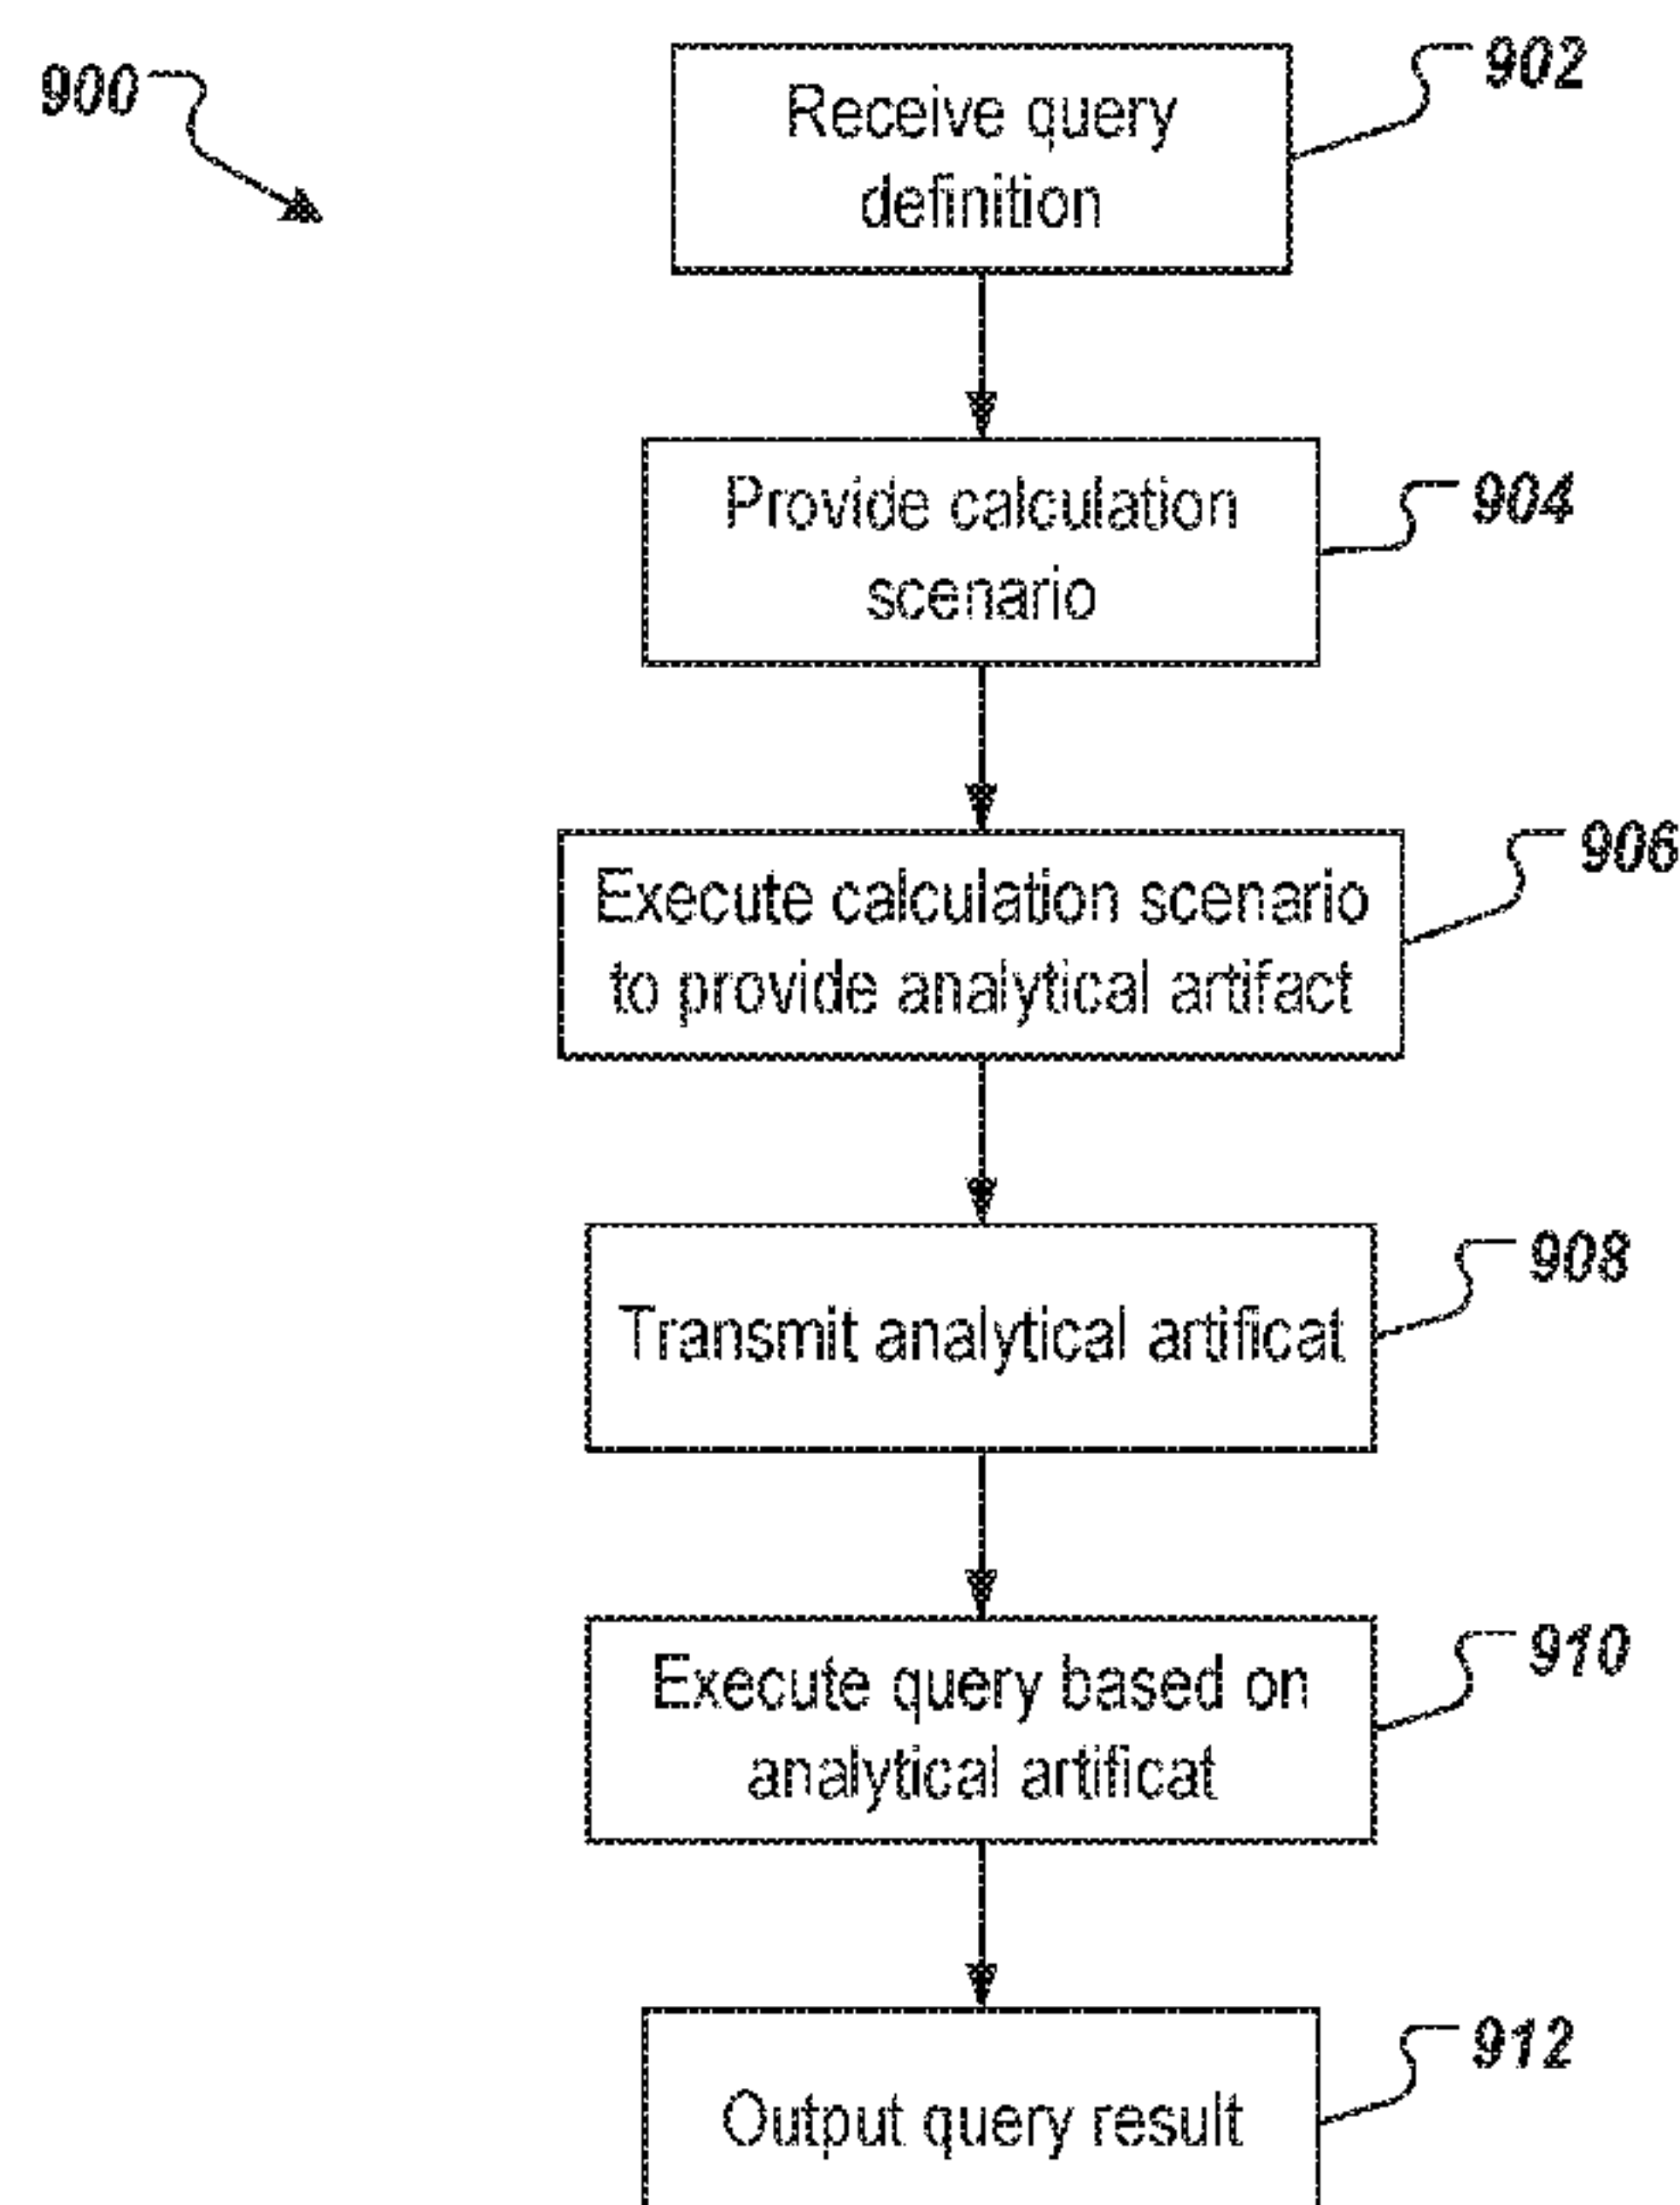 900
902
Receive query
definition
904
Provide calculation
scenario
906
Execute calculation scenario
to provide analytical artifact
908
Transmit analytical artificat
910
Execute query based on
analytical artificat
912
Output query result